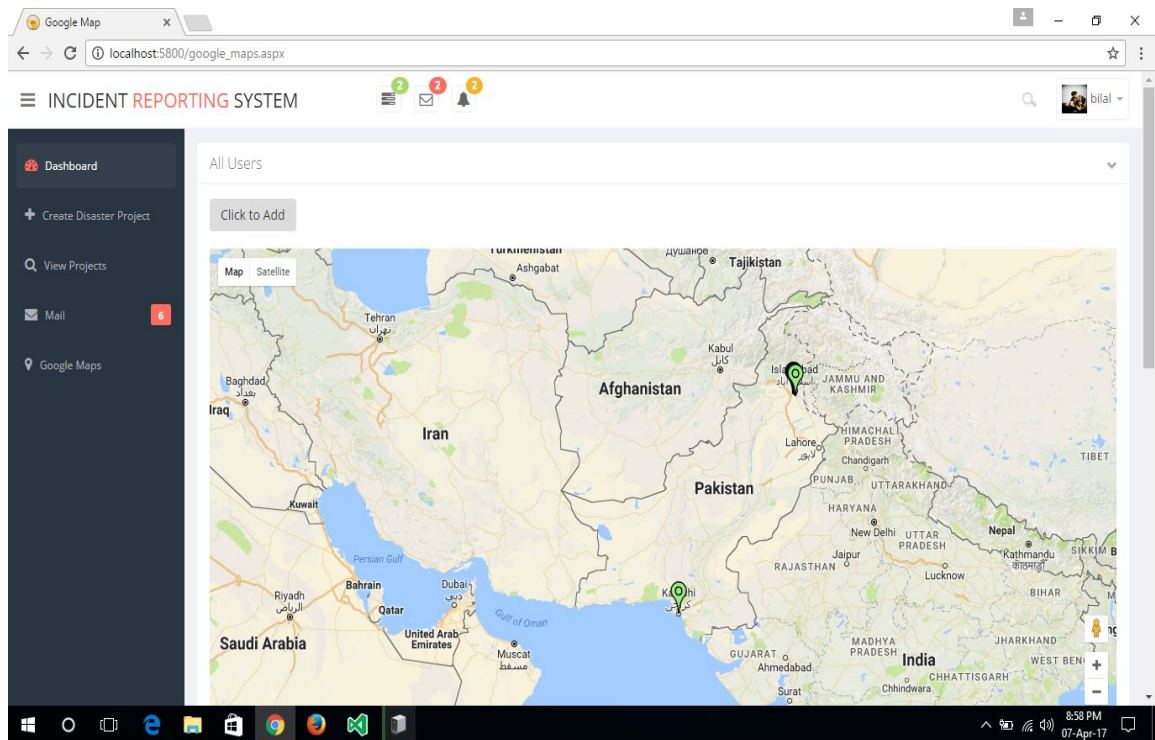 Google Map
localhost:5800/google_maps.aspx
INCIDENT REPORTING SYSTEM
2
2
2
bilal
Dashboard
Create Disaster Project
View Projects
Mail
6
Google Maps
All Users
Click to Add
Map
Satellite
Turkmenistan
Ashgabat
Душанбе
Tajikistan
Tehran
تهران
Kabul
کابل
JAMMU AND
KASHMIR
Baghdad
بغداد
Iraq
Afghanistan
Iran
HIMACHAL
PRADESH
Lahore
لاہور
Chandigarh
TIBET
Pakistan
PUNJAB
UTTARAKHAND
HARYANA
Kuwait
New Delhi
UTTAR
PRADESH
Nepal
Kathmandu
काठमाडौं
SIKKIM
Persian Gulf
Jaipur
RAJASTHAN
Lucknow
Bahrain
Dubai
دبي
BIHAR
Riyadh
الرياض
Qatar
Gulf of Oman
United Arab
Emirates
Muscat
مسقط
Saudi Arabia
GUJARAT
Ahmedabad
MADHYA
PRADESH
India
JHARKHAND
WEST BEN
CHHATTISGARH
Chhindwara
Surat
8:58 PM
07-Apr-17